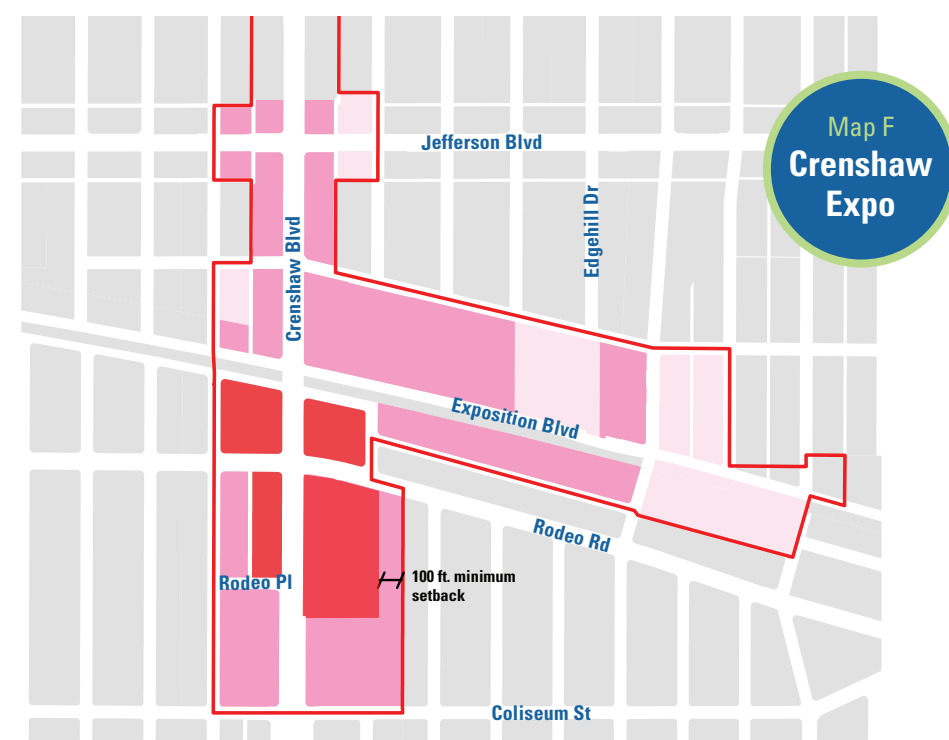 Map F
Crenshaw
Expo
Jefferson Blvd
Edgehill Dr
Crenshaw Blvd
Exposition Blvd
Rodeo Rd
100 ft. minimum
setback
Rodeo Pl
Coliseum St